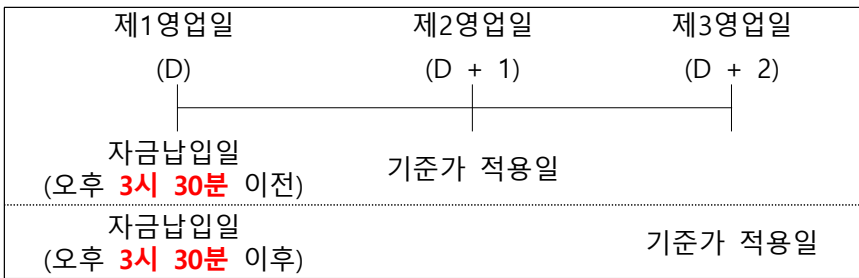 제1영업일 제2영업일 제3영업일
(D) (D + 1) (D + 2)
자금납입일
(오후 3시 30분 이전)
기준가 적용일
자금납입일
(오후 3시 30분 이후)
기준가 적용일